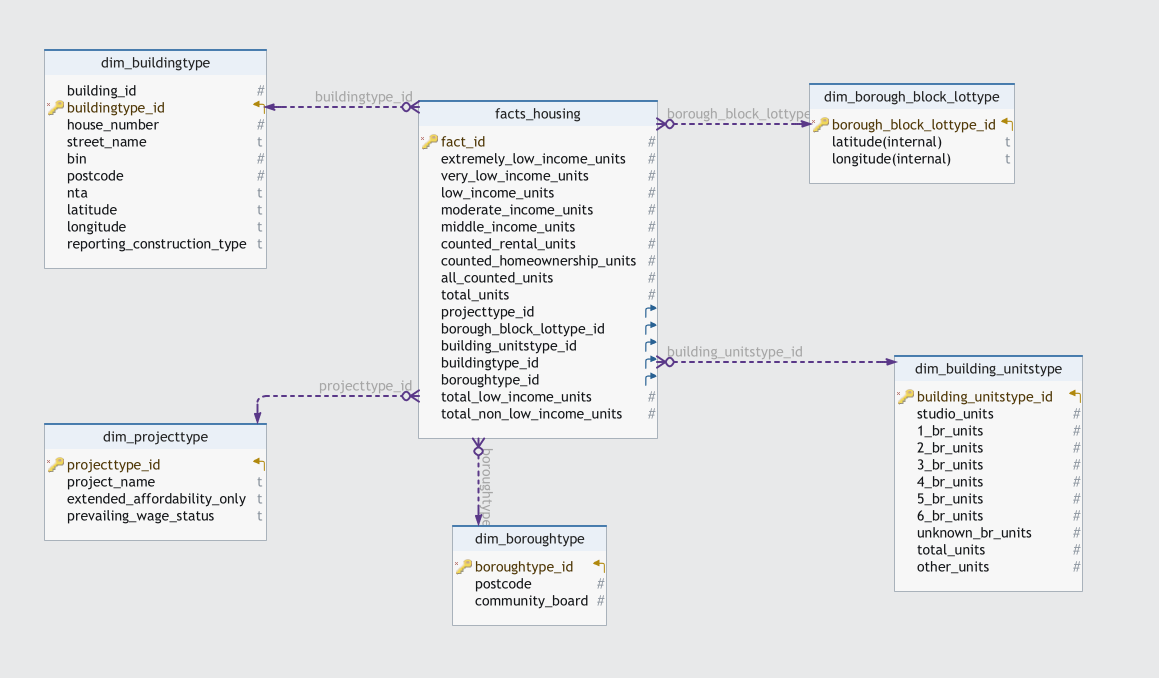 dim_buildingtype
building_id #
buildingtype_id
house_number #
street_name t
bin #
postcode #
nta t
latitude t
longitude t
reporting_construction_type t
buildingtype_id
facts_housing
fact_id #
extremely_low_income_units #
very_low_income_units #
low_income_units #
moderate_income_units #
middle_income_units #
counted_rental_units #
counted_homeownership_units #
all_counted_units #
total_units #
projecttype_id
borough_block_lottype_id
building_unitstype_id
buildingtype_id
boroughtype_id
total_low_income_units #
total_non_low_income_units #
borough_block_lottype
dim_borough_block_lottype
borough_block_lottype_id
latitude(internal) t
longitude(internal) t
building_unitstype_id
dim_building_unitstype
building_unitstype_id
studio_units #
1_br_units #
2_br_units #
3_br_units #
4_br_units #
5_br_units #
6_br_units #
unknown_br_units #
total_units #
other_units #
projecttype_id
dim_projecttype
projecttype_id
project_name t
extended_affordability_only t
prevailing_wage_status t
boroughtype
dim_boroughtype
boroughtype_id
postcode #
community_board #